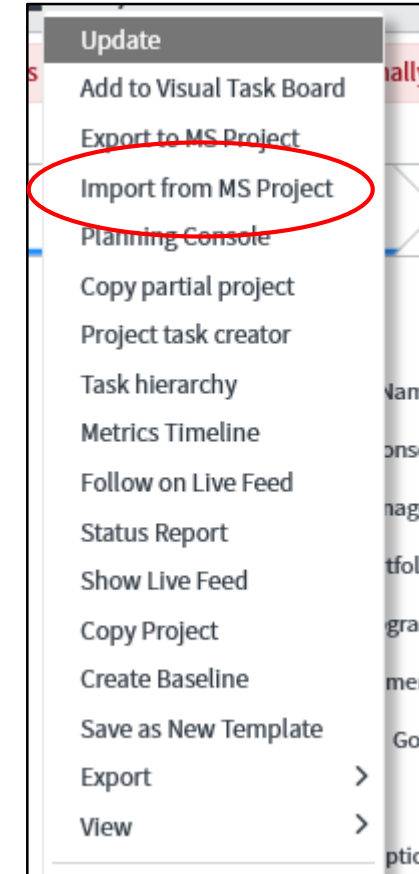 Update
Add to Visual Task Board
Export to MS Project
Import from MS Project
Planning Console
Copy partial project
Project task creator
Task hierarchy
Metrics Timeline
Follow on Live Feed
Status Report
Show Live Feed
Copy Project
Create Baseline
Save as New Template
Export
View